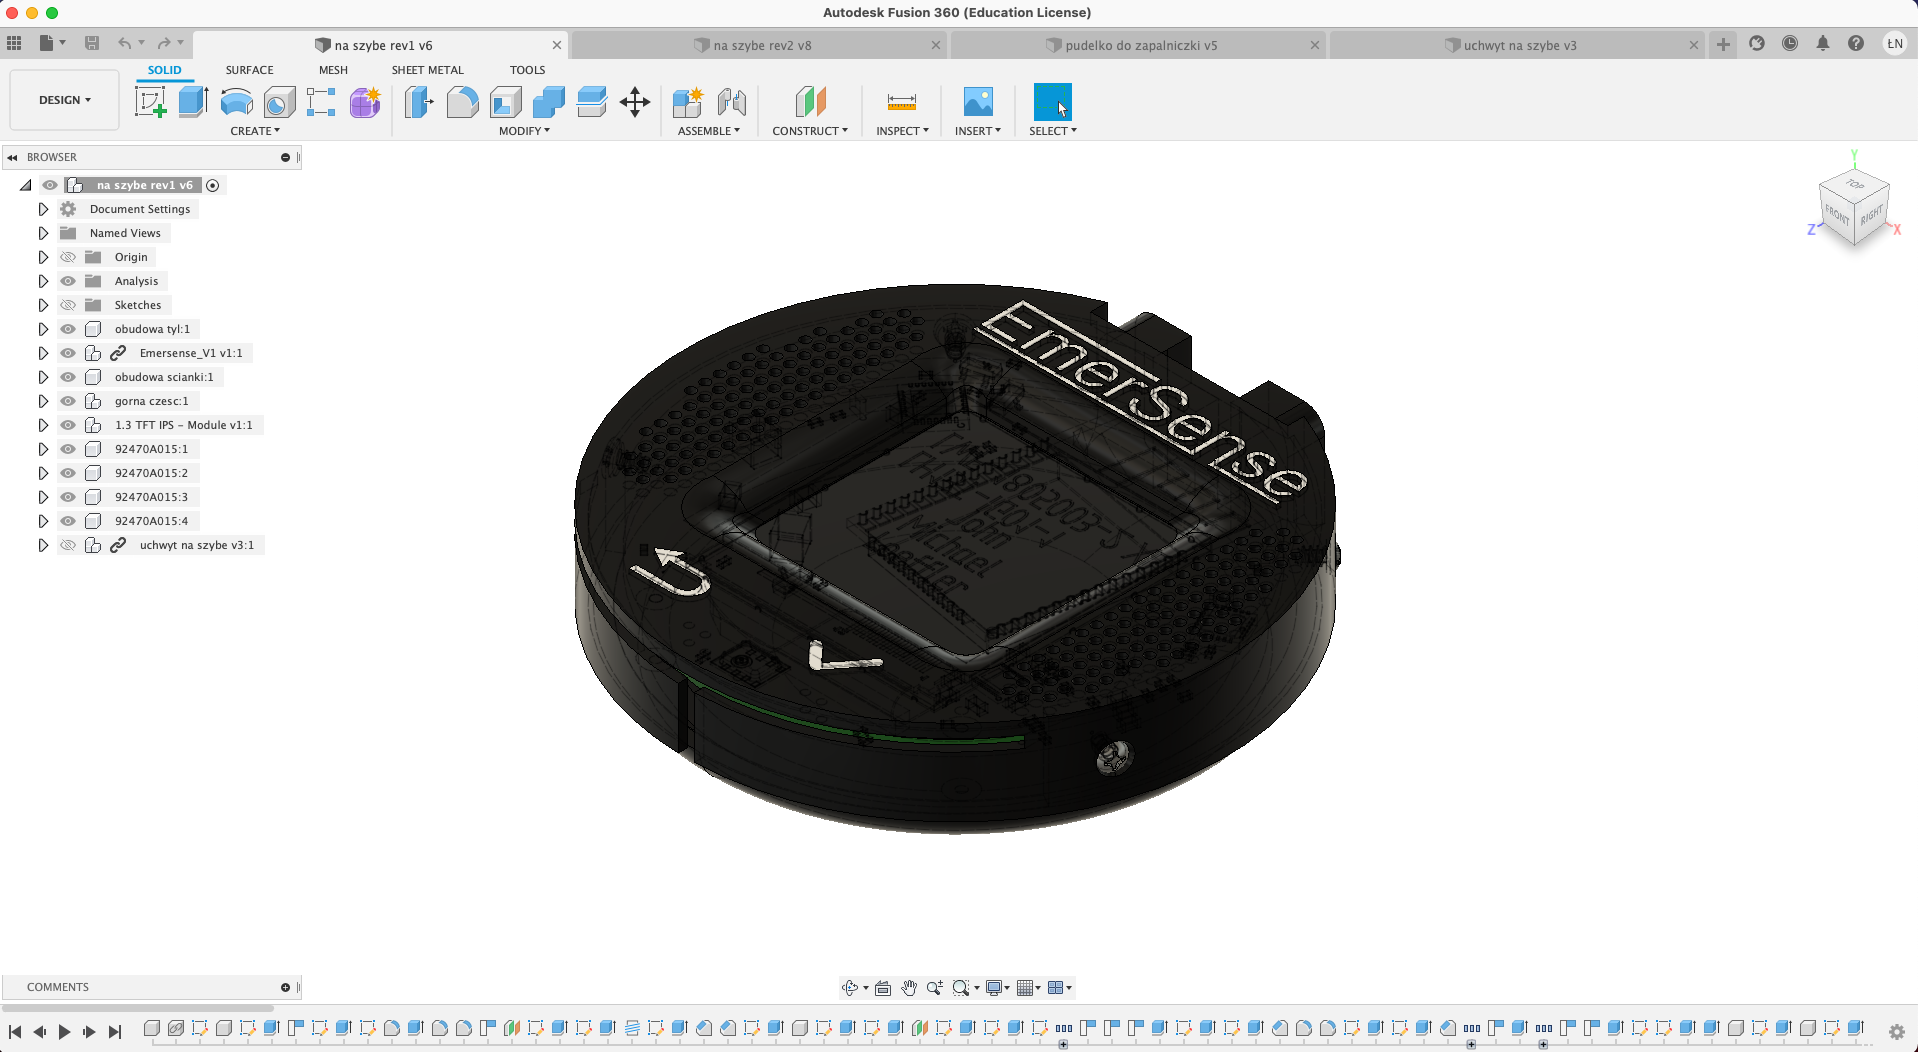 Autodesk Fusion 360 (Education License)
na szybe rev1 v6
na szybe rev2 v8
pudelko do zapalniczki v5
uchwyt na szybe v3
ŁN
DESIGN
SOLID
SURFACE
MESH
SHEET METAL
TOOLS
CREATE
MODIFY
ASSEMBLE
CONSTRUCT
INSPECT
INSERT
SELECT
BROWSER
na szybe rev1 v6
Document Settings
Named Views
Origin
Analysis
Sketches
obudowa tyl:1
Emersense_V1 v1:1
obudowa scianki:1
gorna czesc:1
1.3 TFT IPS - Module v1:1
92470A015:1
92470A015:2
92470A015:3
92470A015:4
uchwyt na szybe v3:1
Y
TOP
FRONT
RIGHT
Z
X
EmerSense
John
Michael
COMMENTS